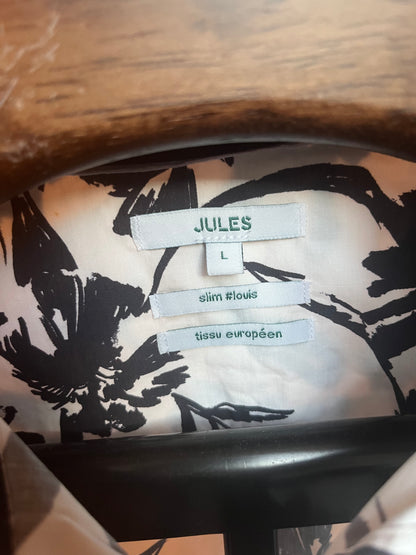 JULES
L
slim #louis
tissu européen